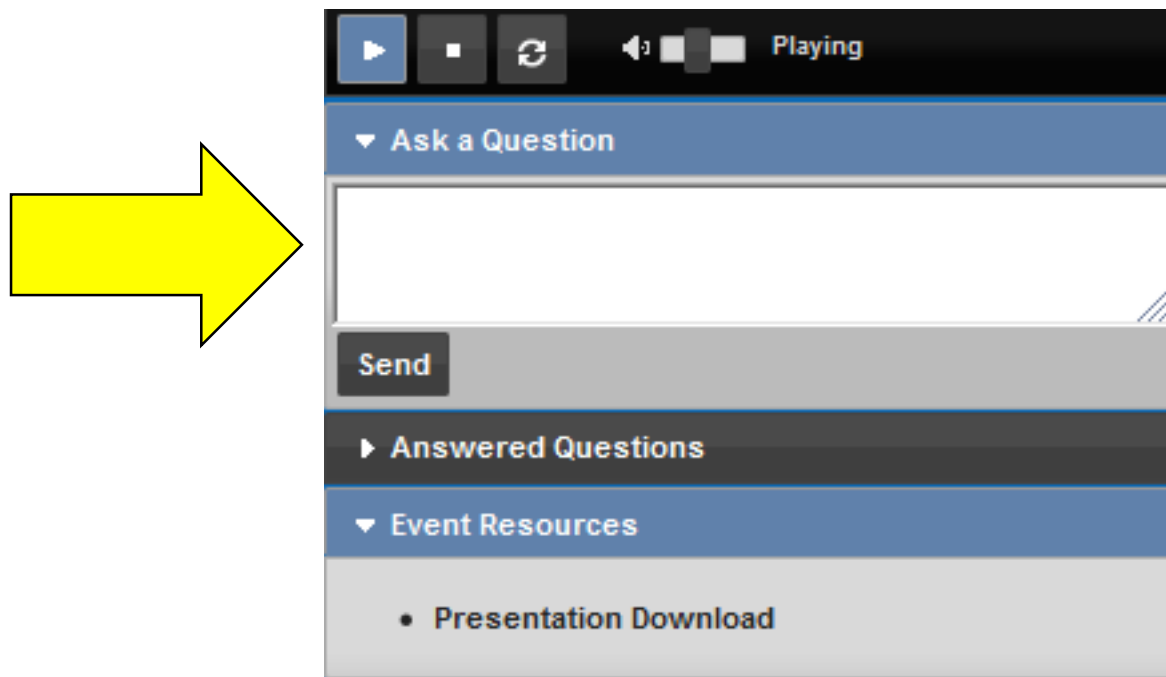 Playing
Ask a Question
Send
Answered Questions
Event Resources
• Presentation Download